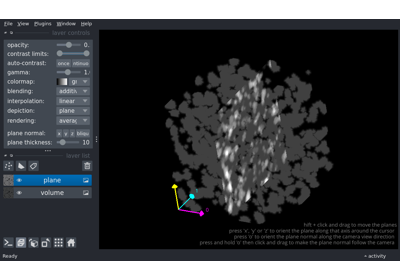 File View Plugins Window Help
layer controls
opacity: 0.
contrast limits:
auto-contrast: once
gamma: 1.
colormap:
blending: additiv
interpolation: linear
depiction: plane
rendering: averag
plane normal: x y z
plane thickness: 10
layer list
plane
volume
shift + click and drag to move the plane
press 'x', 'y' or 'z' to orient the plane along that axis around the cursor
press 'o' to orient the plane normal along the camera view direction
press and hold 'o' then click and drag to make the plane normal follow the camera
Ready
activity